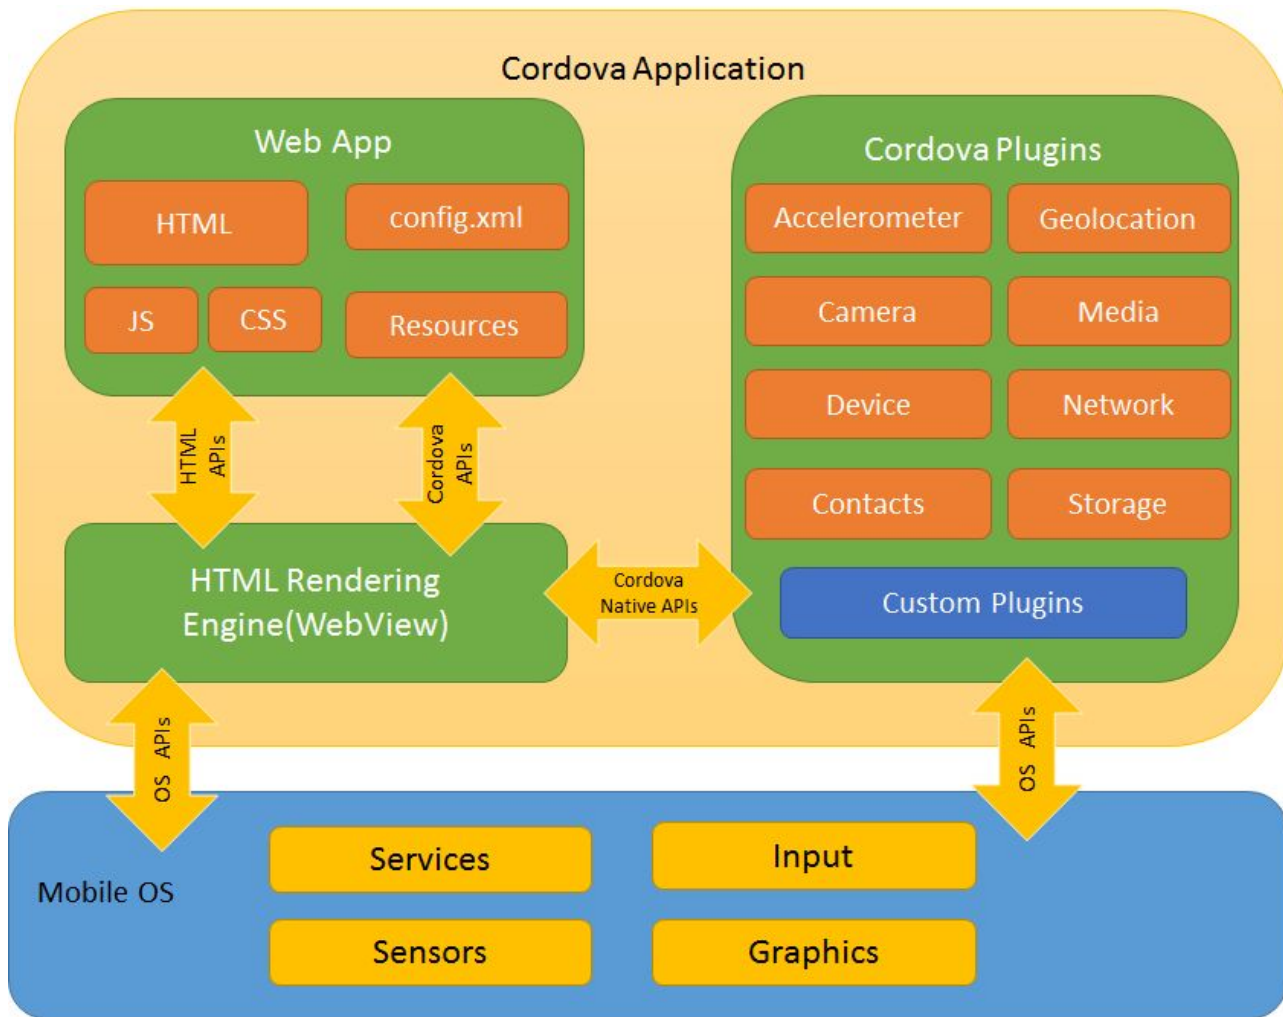 Cordova Application
Web App
HTML
config.xml
JS
CSS
Resources
HTML
APIs
Cordova
APIs
HTML Rendering
Engine(WebView)
Cordova
Native APIs
Cordova Plugins
Accelerometer
Geolocation
Camera
Media
Device
Network
Contacts
Storage
Custom Plugins
OS APIs
OS APIs
Mobile OS
Services
Input
Sensors
Graphics